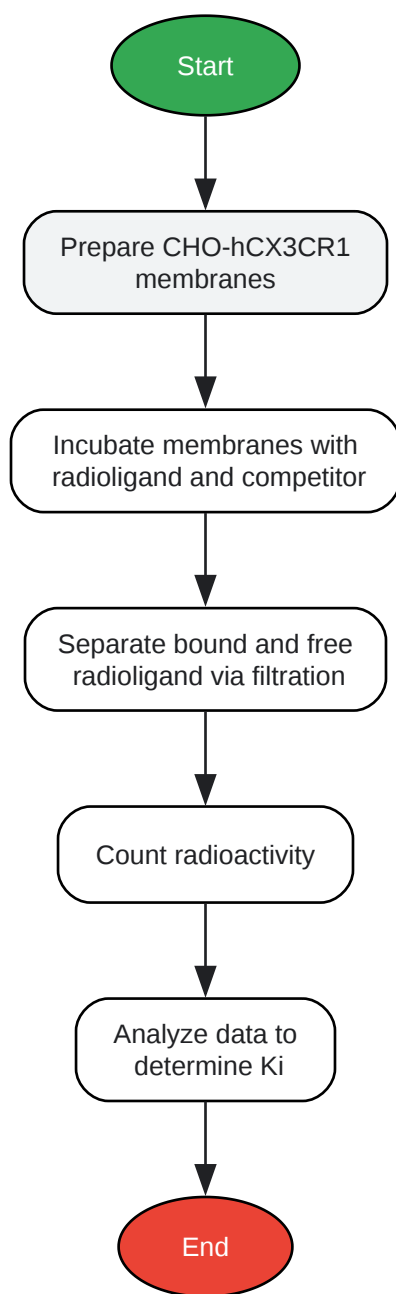 Start
Prepare CHO-hCX3CR1
membranes
Incubate membranes with
radioligand and competitor
Separate bound and free
radioligand via filtration
Count radioactivity
Analyze data to
determine Ki
End